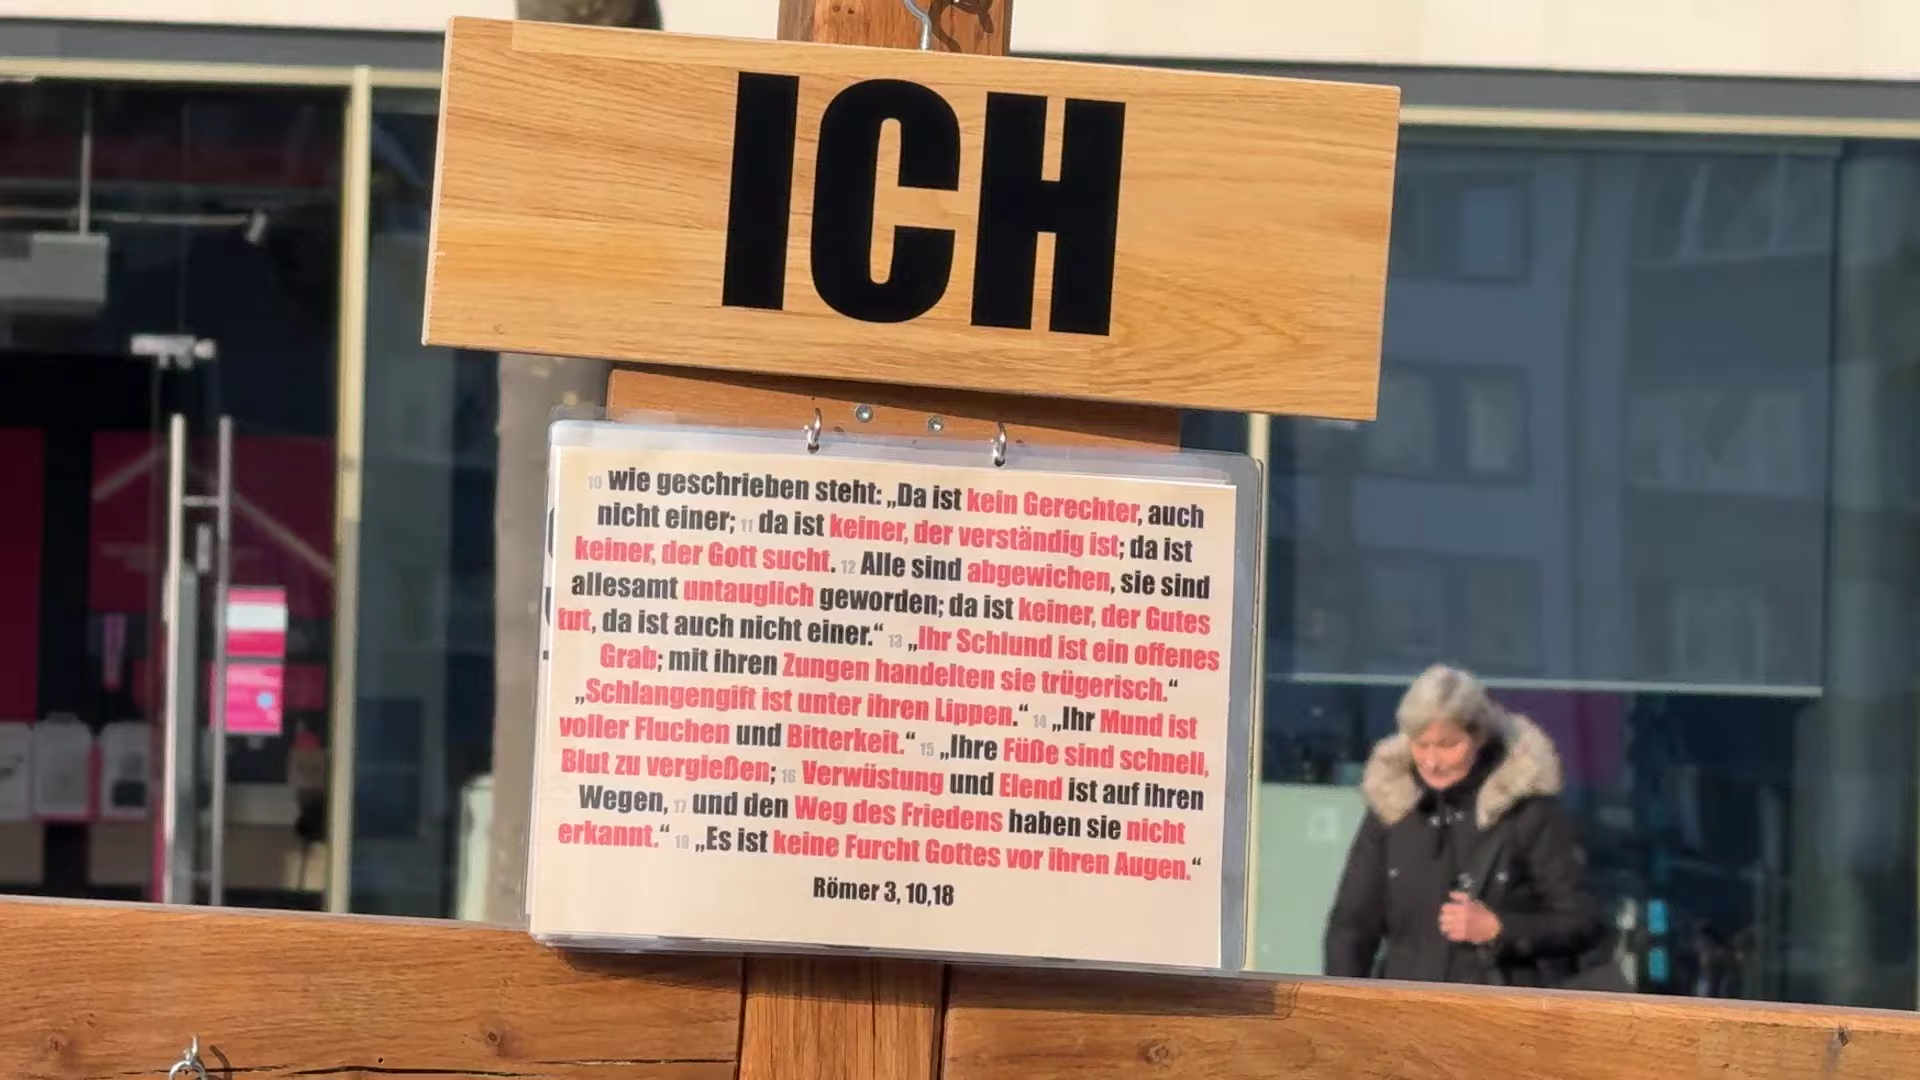 ICH
10 wie geschrieben steht: „Da ist kein Gerechter, auch
nicht einer; 11 da ist keiner, der verständig ist; da ist
keiner, der Gott sucht. 12 Alle sind abgewichen, sie sind
allesamt untauglich geworden; da ist keiner, der Gutes
tut, da ist auch nicht einer.“ 13 „Ihr Schlund ist ein offenes
Grab; mit ihren Zungen handelten sie trügerisch.“
„Schlangengift ist unter ihren Lippen.“ 14 „Ihr Mund ist
voller Fluchen und Bitterkeit.“ 15 „Ihre Füße sind schnell,
Blut zu vergießen; 16 Verwüstung und Elend ist auf ihren
Wegen, 17 und den Weg des Friedens haben sie nicht
erkannt.“ 18 „Es ist keine Furcht Gottes vor ihren Augen.“
Römer 3, 10,18